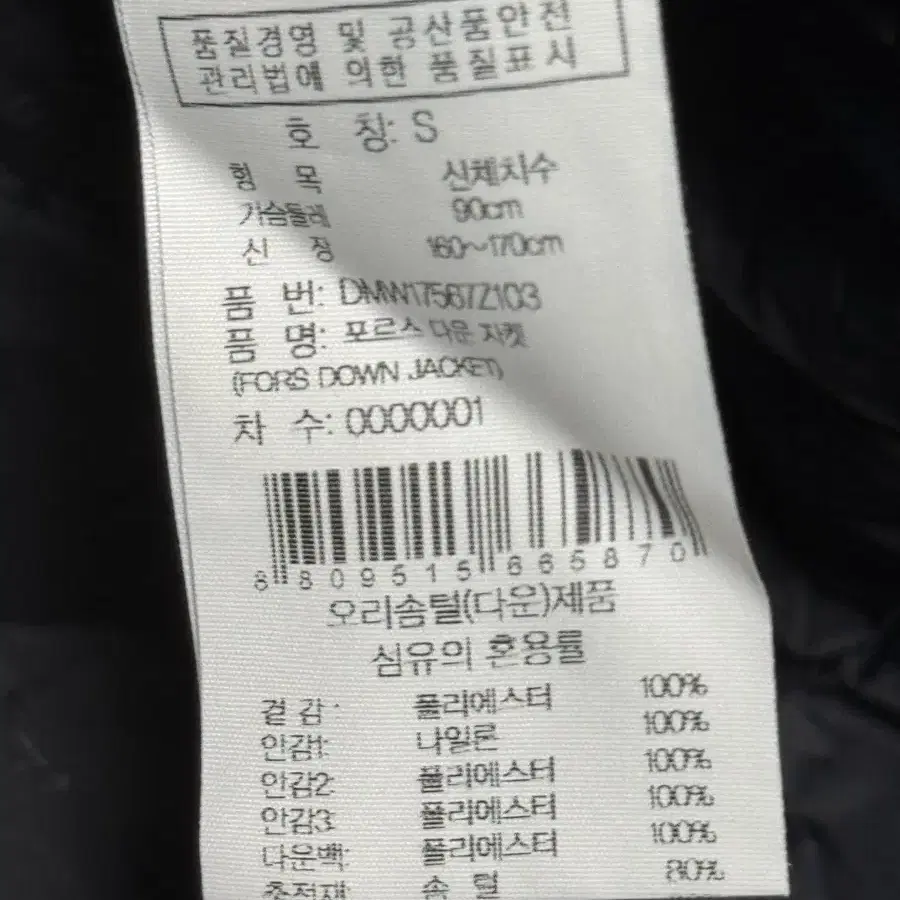 품질경영 및 공산품안전
관리법에 의한 품질표시
호 칭: S
항 목 신체치수
가슴둘레 90cm
신 장 160~170cm
품 번: DMW17567Z103
품 명: 포르스 다운 자켓
(FORS DOWN JACKET)
차 수: 0000001
8 809515 665870
오리솜털(다운)제품
섬유의 혼용률
겉감: 폴리에스터 100%
안감1: 나일론 100%
안감2: 폴리에스터 100%
안감3: 폴리에스터 100%
다운백: 폴리에스터 100%
충전재: 솜 털 80%